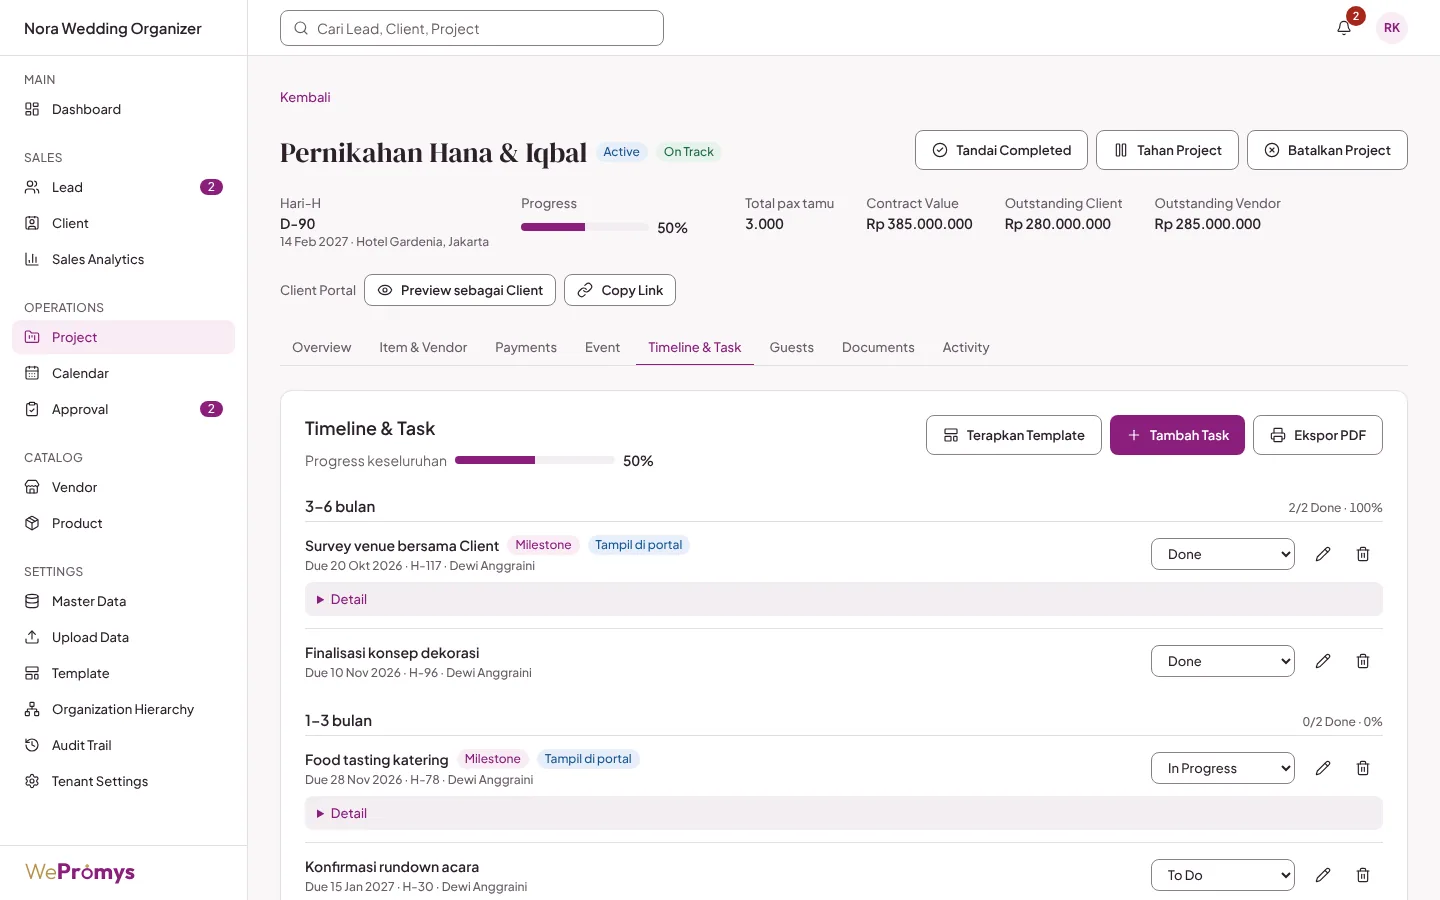 Nora Wedding Organizer
Cari Lead, Client, Project
2
RK
MAIN
Dashboard
SALES
Lead 2
Client
Sales Analytics
OPERATIONS
Project
Calendar
Approval 2
CATALOG
Vendor
Product
SETTINGS
Master Data
Upload Data
Template
Organization Hierarchy
Audit Trail
Tenant Settings
WePromys
Kembali
Pernikahan Hana & Iqbal Active On Track
Tandai Completed Tahan Project Batalkan Project
Hari-H
D-90
14 Feb 2027 · Hotel Gardenia, Jakarta
Progress
50%
Total pax tamu
3.000
Contract Value
Rp 385.000.000
Outstanding Client
Rp 280.000.000
Outstanding Vendor
Rp 285.000.000
Client Portal Preview sebagai Client Copy Link
Overview Item & Vendor Payments Event Timeline & Task Guests Documents Activity
Timeline & Task
Progress keseluruhan 50%
Terapkan Template Tambah Task Ekspor PDF
3–6 bulan 2/2 Done · 100%
Survey venue bersama Client Milestone Tampil di portal
Due 20 Okt 2026 · H-117 · Dewi Anggraini
Done
Detail
Finalisasi konsep dekorasi
Due 10 Nov 2026 · H-96 · Dewi Anggraini
Done
1–3 bulan 0/2 Done · 0%
Food tasting katering Milestone Tampil di portal
Due 28 Nov 2026 · H-78 · Dewi Anggraini
In Progress
Detail
Konfirmasi rundown acara
Due 15 Jan 2027 · H-30 · Dewi Anggraini
To Do